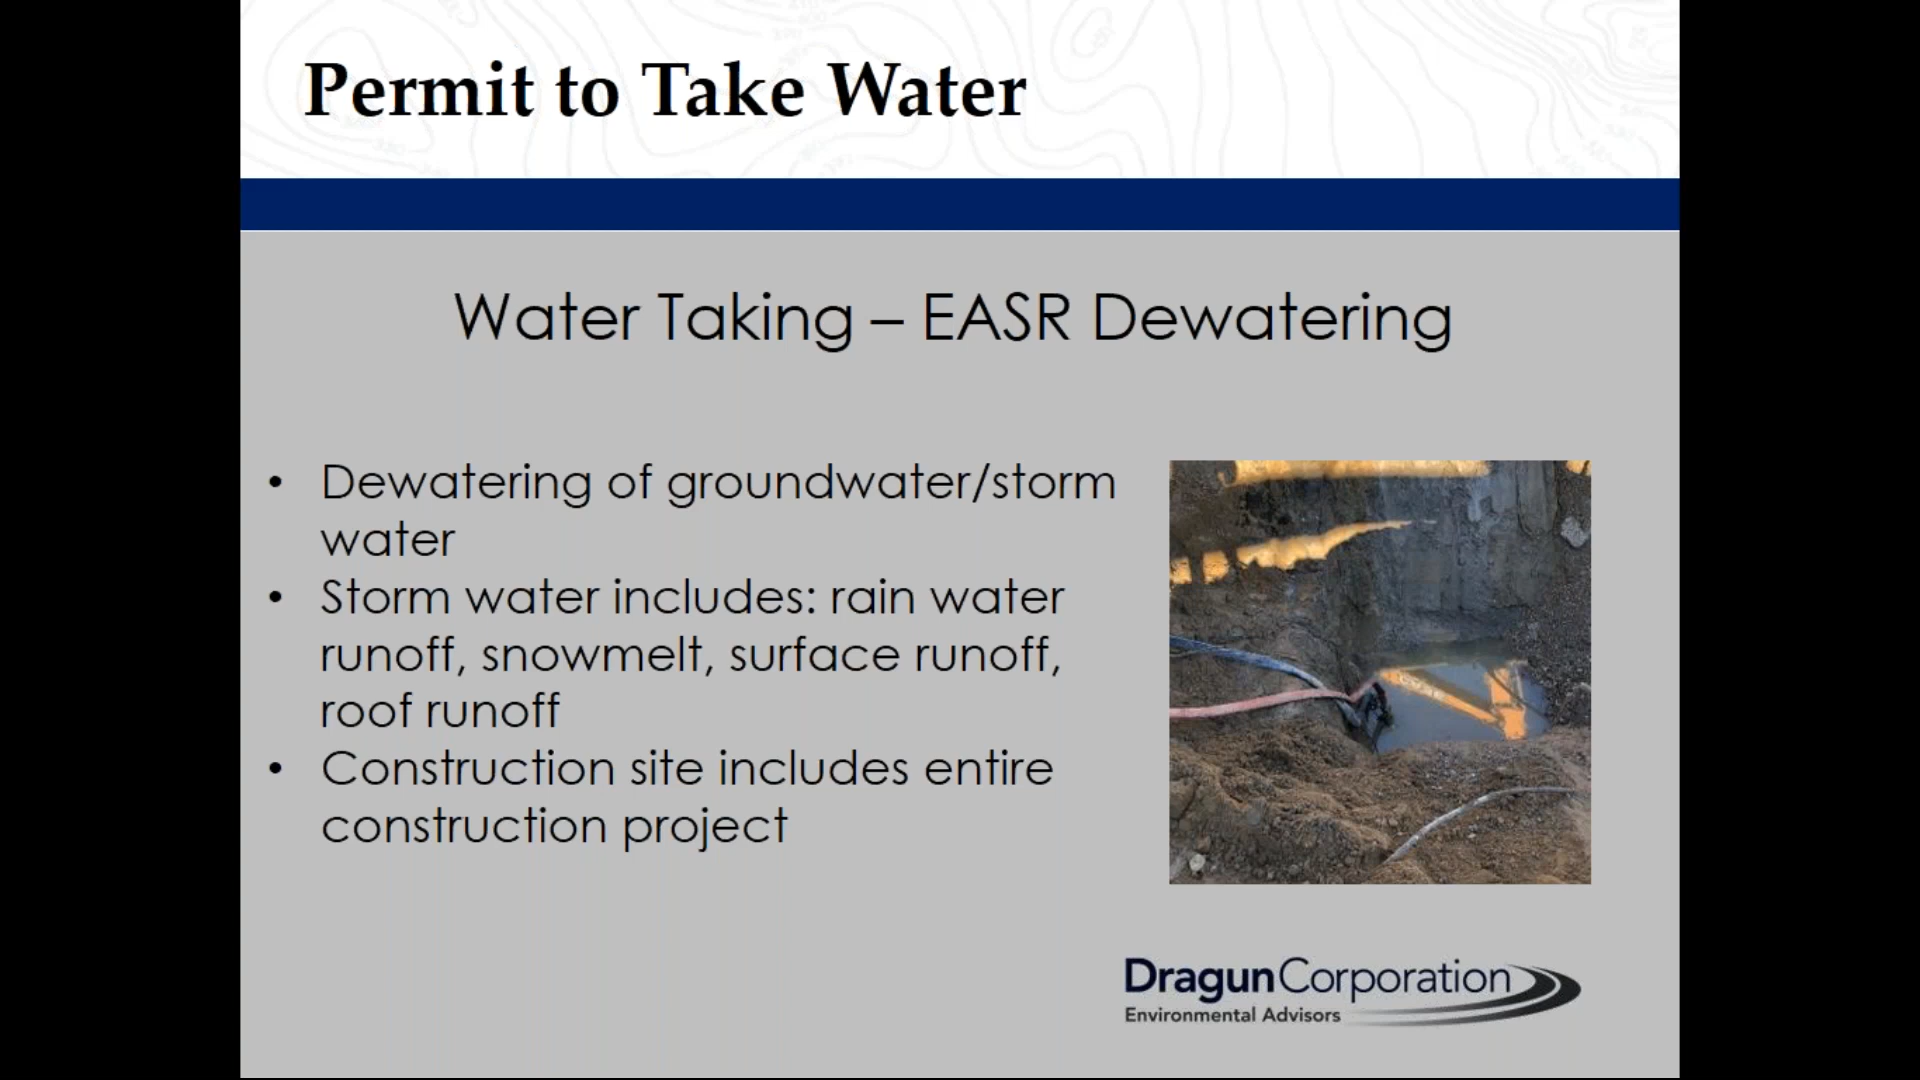 Permit to Take Water
Water Taking – EASR Dewatering
• Dewatering of groundwater/storm
water
• Storm water includes: rain water
runoff, snowmelt, surface runoff,
roof runoff
• Construction site includes entire
construction project
DragunCorporation
Environmental Advisors